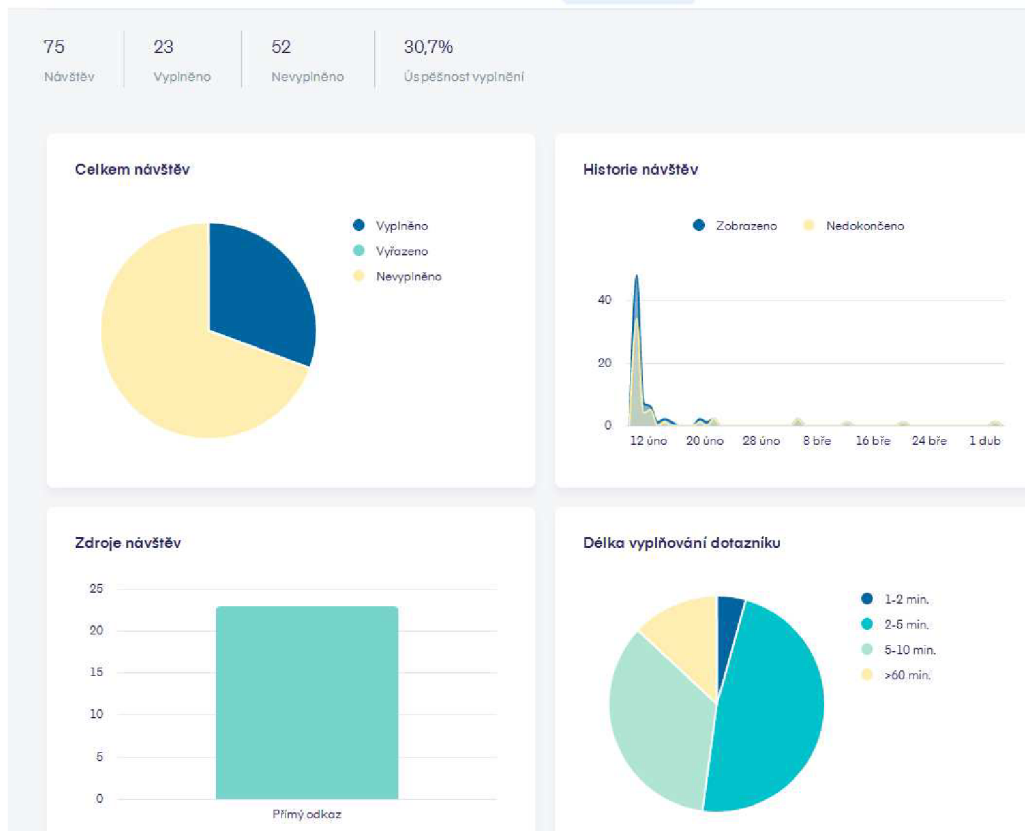 75
Návštěv
23
Vyplněno
52
Nevyplněno
30,7%
Úspěšnost vyplnění
Celkem návštěv
Vyplněno
Vyřazeno
Nevyplněno
Historie návštěv
Zobrazeno
Nedokončeno
40
20
0
12 úno
20 úno
28 úno
8 bře
16 bře
24 bře
1 dub
Zdroje návštěv
25
20
15
10
5
0
Přímý odkaz
Délka vyplňování dotazníku
1-2 min.
2-5 min.
5-10 min.
>60 min.